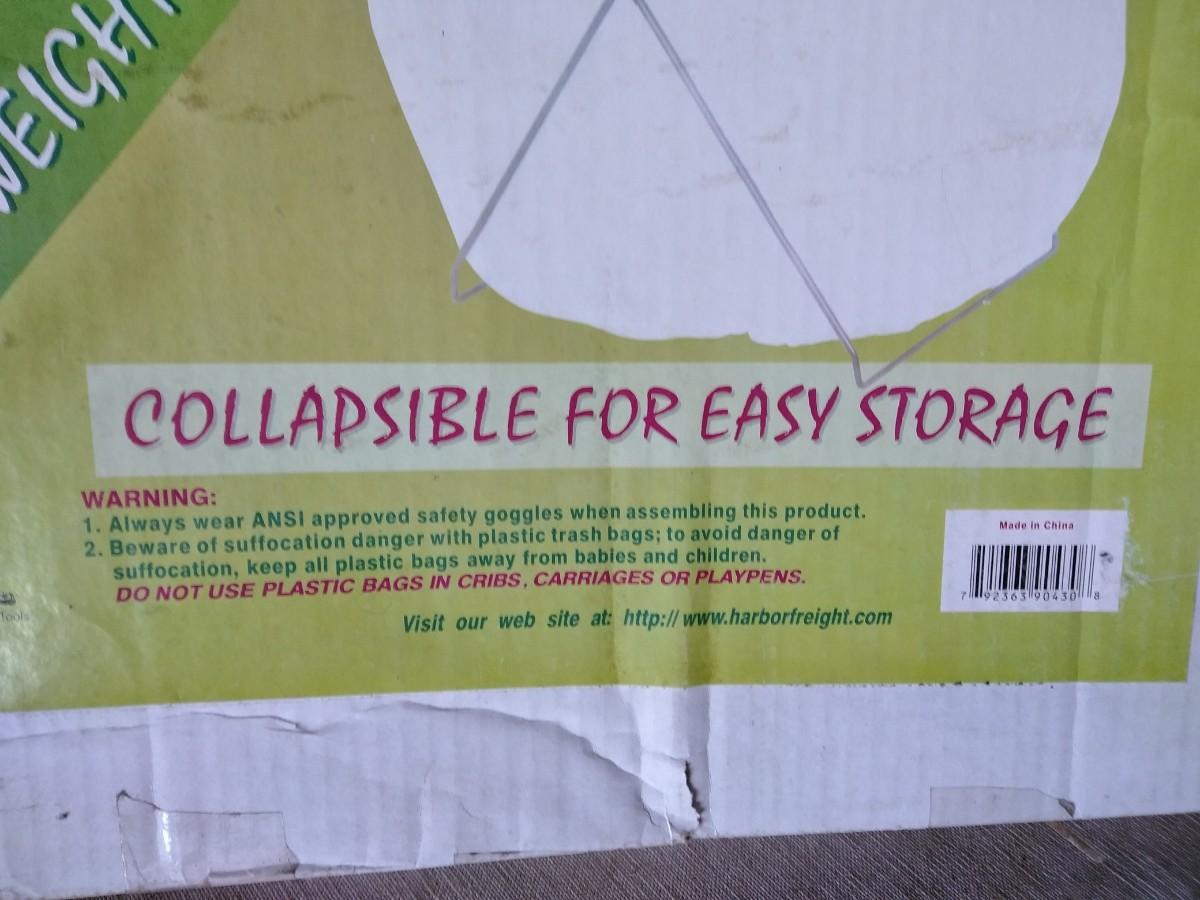 WEIGHT
COLLAPSIBLE FOR EASY STORAGE
WARNING:
1. Always wear ANSI approved safety goggles when assembling this product.
2. Beware of suffocation danger with plastic trash bags; to avoid danger of
suffocation, keep all plastic bags away from babies and children.
DO NOT USE PLASTIC BAGS IN CRIBS, CARRIAGES OR PLAYPENS.
Visit our web site at: http://www.harborfreight.com
Made in China
7 92363 90430 8
Tools